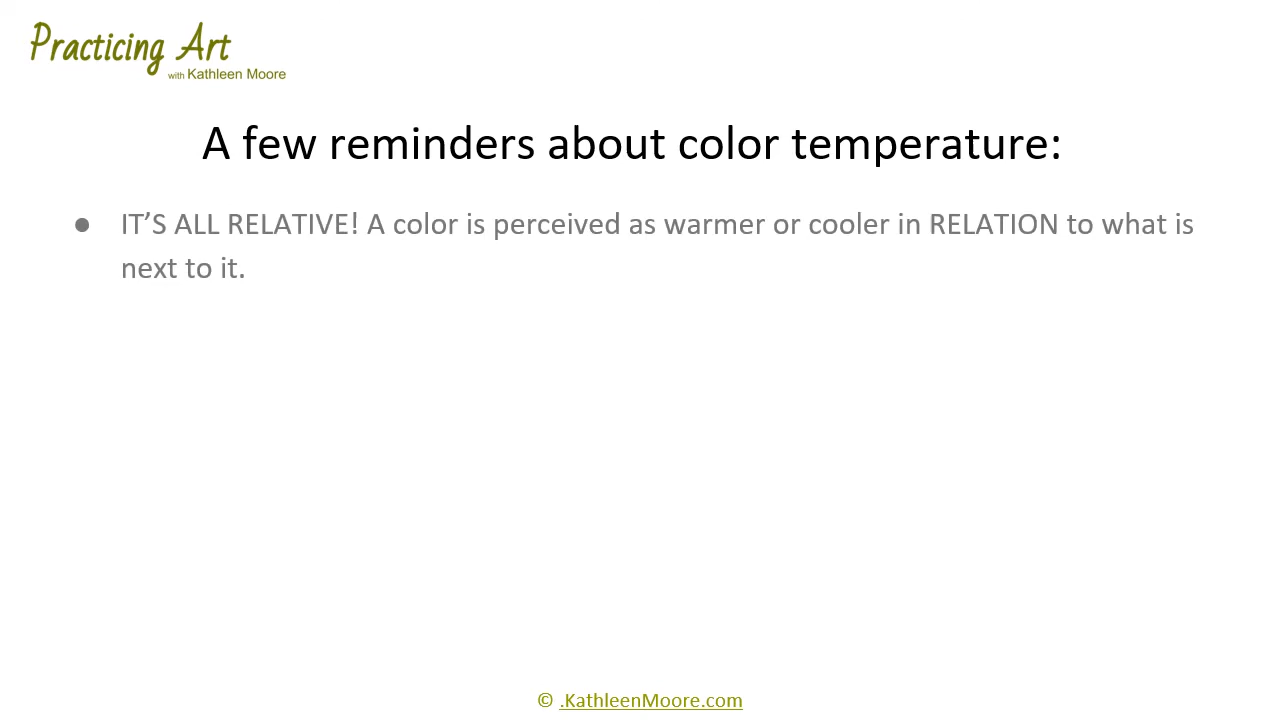 Practicing Art
with Kathleen Moore
A few reminders about color temperature:
● IT’S ALL RELATIVE! A color is perceived as warmer or cooler in RELATION to what is
next to it.
© .KathleenMoore.com